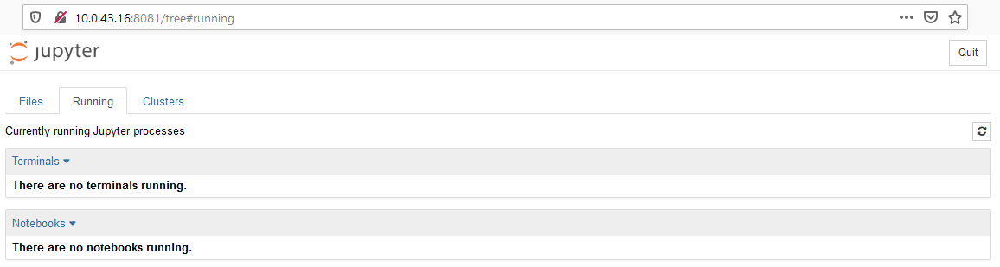 10.0.43.16:8081/tree#running
jupyter
Quit
Files Running Clusters
Currently running Jupyter processes
Terminals
There are no terminals running.
Notebooks
There are no notebooks running.